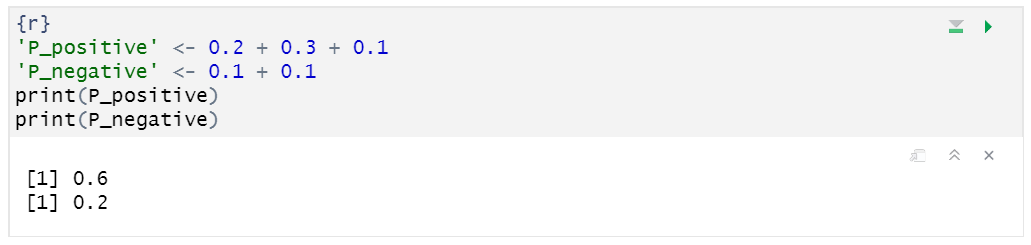 {r}
'P_positive' <- 0.2 + 0.3 + 0.1
'P_negative' <- 0.1 + 0.1
print(P_positive)
print(P_negative)
[1] 0.6
[1] 0.2